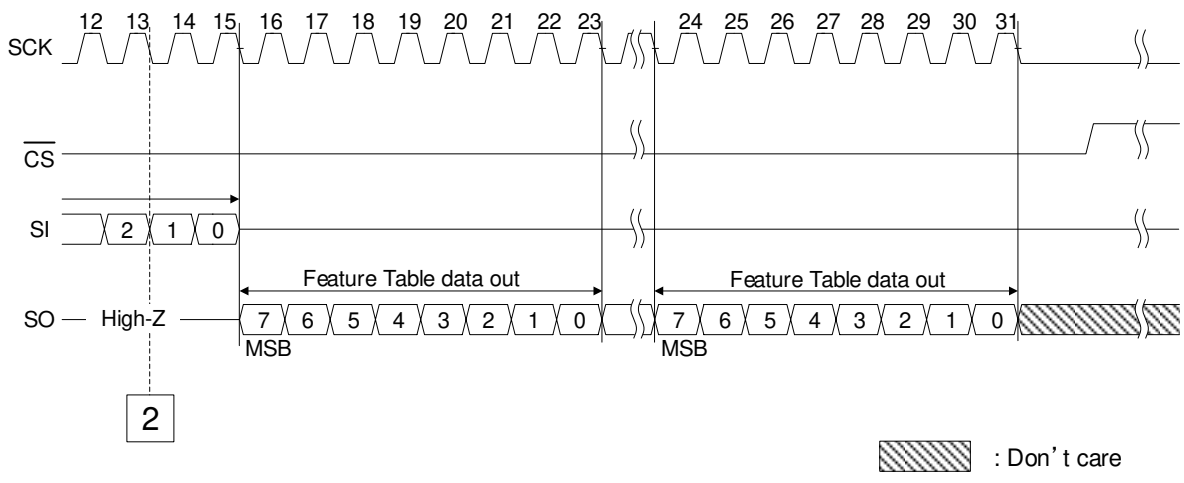 12 13 14 15 16 17 18 19 20 21 22 23 24 25 26 27 28 29 30 31
SCK
CS
SI 2 1 0
Feature Table data out Feature Table data out
SO High-Z 7 6 5 4 3 2 1 0 7 6 5 4 3 2 1 0
MSB MSB
2
: Don't care